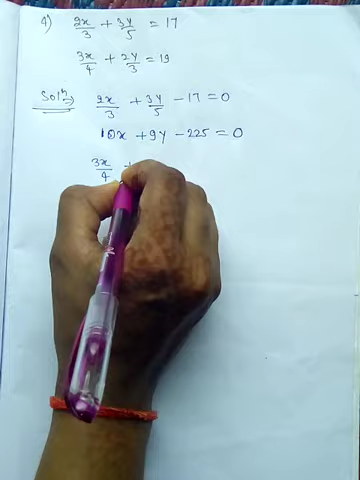 4) 2x/3 + 3y/5 = 17
3x/4 + 2y/3 = 19
Solⁿ⇒ 2x/3 + 3y/5 - 17 = 0
10x + 9y - 225 = 0
3x/4 +